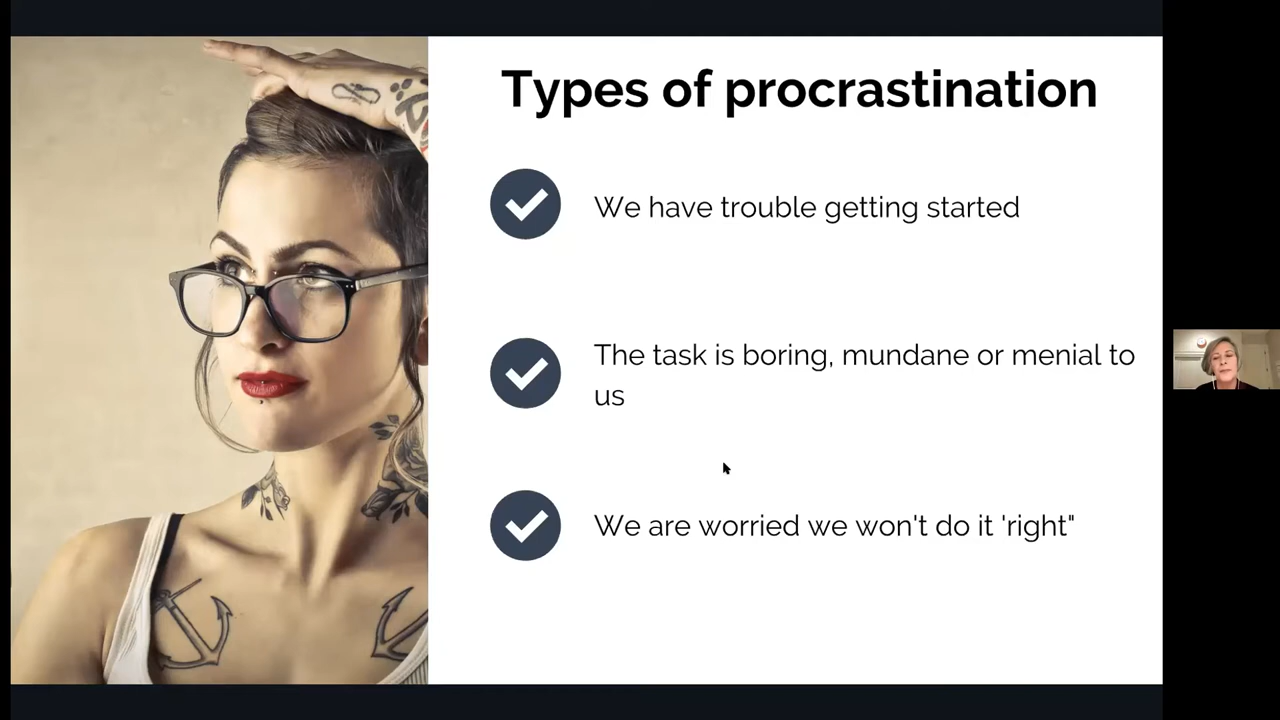 Types of procrastination
We have trouble getting started
The task is boring, mundane or menial to
us
We are worried we won't do it 'right"